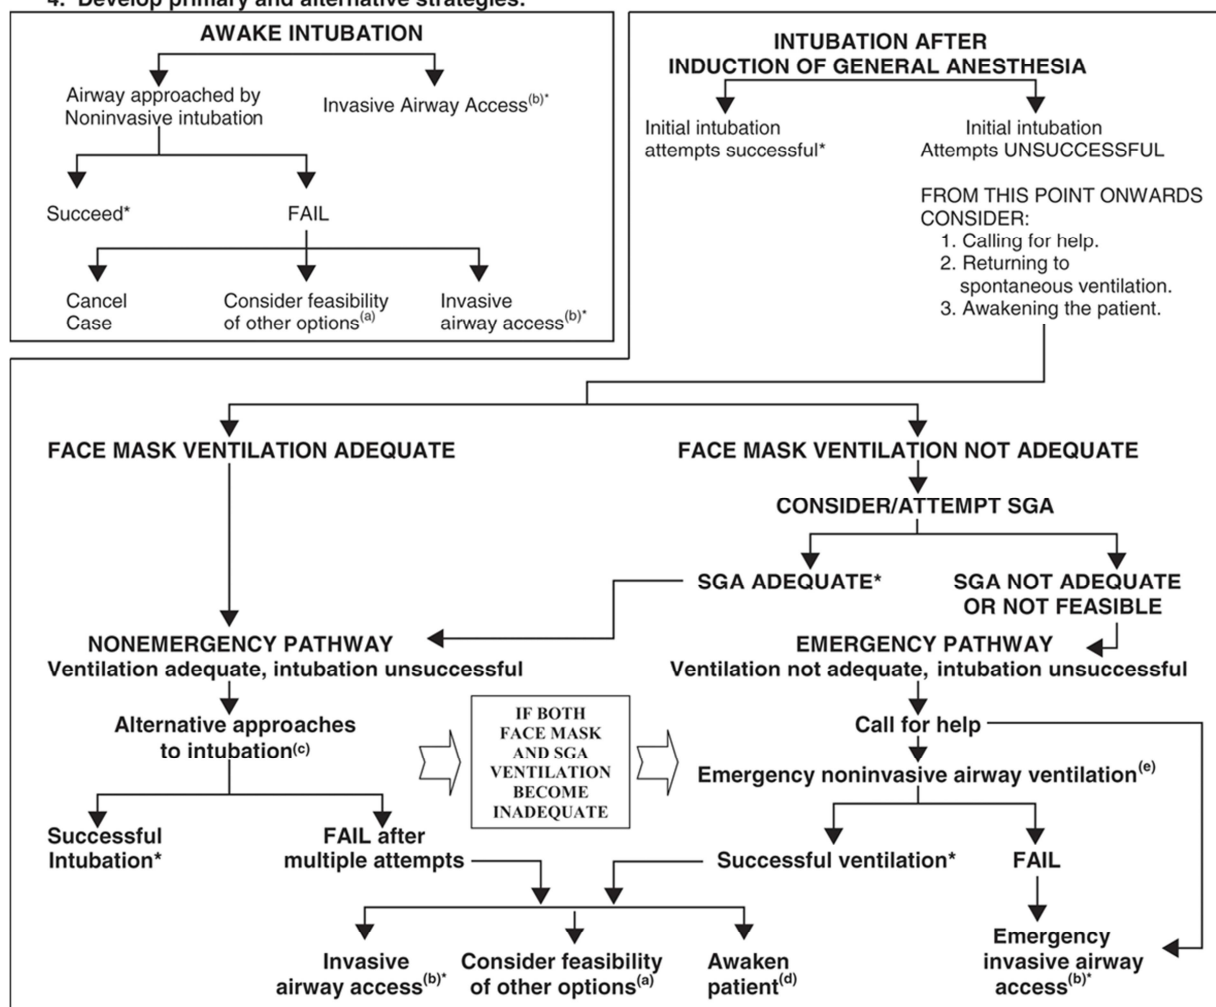 4. Develop primary and alternative strategies:
AWAKE INTUBATION
Airway approached by
Noninvasive intubation
Invasive Airway Access(b)*
Succeed*
FAIL
Cancel
Case
Consider feasibility
of other options(a)
Invasive
airway access(b)*
INTUBATION AFTER
INDUCTION OF GENERAL ANESTHESIA
Initial intubation
attempts successful*
Initial intubation
Attempts UNSUCCESSFUL
FROM THIS POINT ONWARDS
CONSIDER:
1. Calling for help.
2. Returning to
spontaneous ventilation.
3. Awakening the patient.
FACE MASK VENTILATION ADEQUATE
FACE MASK VENTILATION NOT ADEQUATE
CONSIDER/ATTEMPT SGA
SGA ADEQUATE*
SGA NOT ADEQUATE
OR NOT FEASIBLE
NONEMERGENCY PATHWAY
Ventilation adequate, intubation unsuccessful
EMERGENCY PATHWAY
Ventilation not adequate, intubation unsuccessful
Alternative approaches
to intubation(c)
IF BOTH
FACE MASK
AND SGA
VENTILATION
BECOME
INADEQUATE
Call for help
Emergency noninvasive airway ventilation(e)
Successful
Intubation*
FAIL after
multiple attempts
Successful ventilation*
FAIL
Invasive
airway access(b)*
Consider feasibility
of other options(a)
Awaken
patient(d)
Emergency
invasive airway
access(b)*